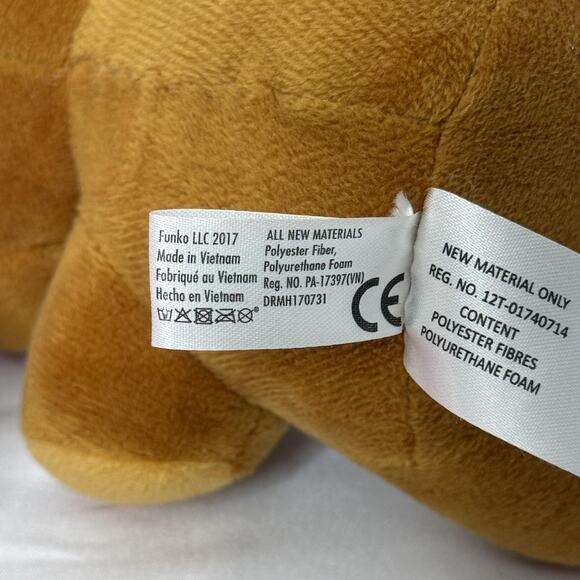 Funko LLC 2017
Made in Vietnam
Fabriqué au Vietnam
Hecho en Vietnam
ALL NEW MATERIALS
Polyester Fiber,
Polyurethane Foam
Reg. NO. PA-17397(VN)
DRMH170731
CE
NEW MATERIAL ONLY
REG. NO. 12T-01740714
CONTENT
POLYESTER FIBRES
POLYURETHANE FOAM